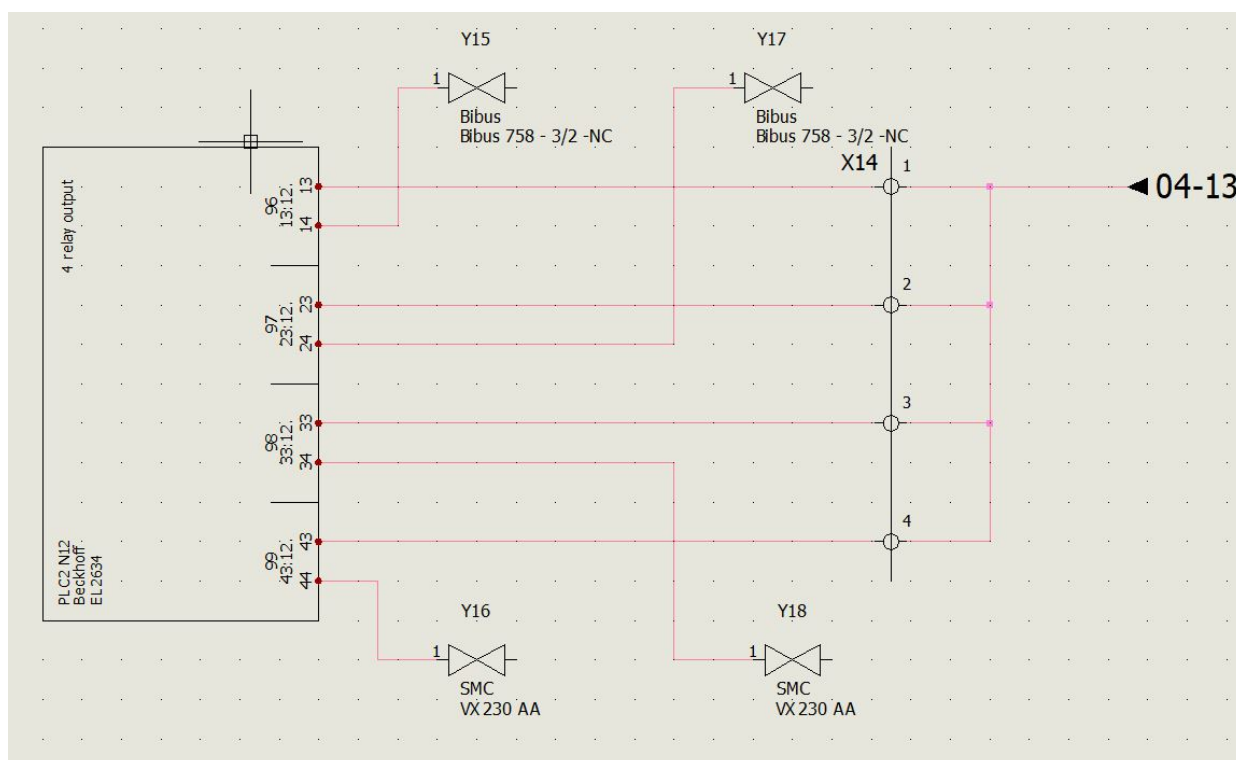 Y15
1
Bibus
Bibus 758 - 3/2 -NC
Y17
1
Bibus
Bibus 758 - 3/2 -NC
X14
1
2
3
4
04-13
4 relay output
96
13:12.
13
14
97
23:12.
23
24
98
33:12.
33
34
99
43:12.
43
44
PLC2 N12
Beckhoff
EL2634
Y16
1
SMC
VX230 AA
Y18
1
SMC
VX230 AA